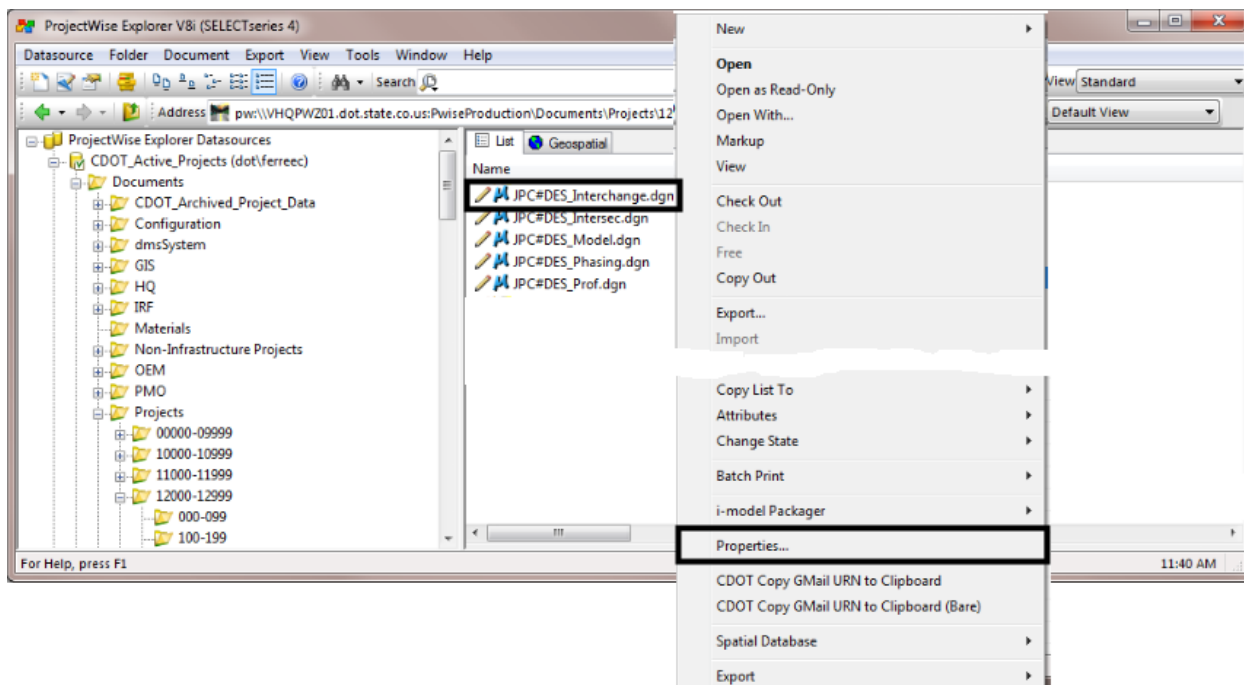 ProjectWise Explorer V8i (SELECTseries 4)
Datasource Folder Document Export View Tools Window Help
Search
View Standard
Address pw:\\VHQPWZ01.dot.state.co.us:PwiseProduction\Documents\Projects\12
Default View
ProjectWise Explorer Datasources
CDOT_Active_Projects (dot\ferreec)
Documents
CDOT_Archived_Project_Data
Configuration
dmsSystem
GIS
HQ
IRF
Materials
Non-Infrastructure Projects
OEM
PMO
Projects
00000-09999
10000-10999
11000-11999
12000-12999
000-099
100-199
List Geospatial
Name
JPC#DES_Interchange.dgn
JPC#DES_Intersec.dgn
JPC#DES_Model.dgn
JPC#DES_Phasing.dgn
JPC#DES_Prof.dgn
New
Open
Open as Read-Only
Open With...
Markup
View
Check Out
Check In
Free
Copy Out
Export...
Import
Copy List To
Attributes
Change State
Batch Print
i-model Packager
Properties...
CDOT Copy GMail URN to Clipboard
CDOT Copy GMail URN to Clipboard (Bare)
Spatial Database
Export
For Help, press F1
11:40 AM